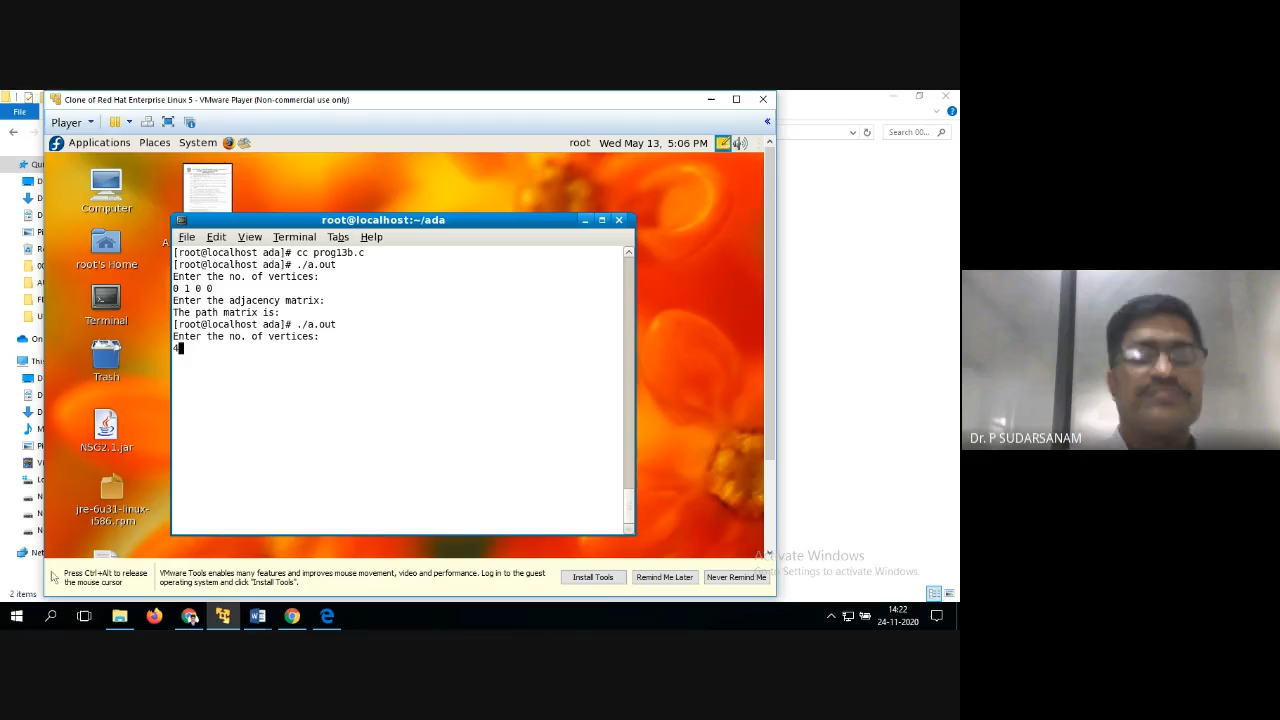 File
Clone of Red Hat Enterprise Linux 5 - VMware Player (Non-commercial use only)
Player
«
Search 00...
Applications Places System
root Wed May 13, 5:06 PM
Computer
root's Home
Terminal
Trash
NSG2.1.jar
jre-6u31-linux-
i586.rpm
root@localhost:~/ada
File Edit View Terminal Tabs Help
[root@localhost ada]# cc prog13b.c
[root@localhost ada]# ./a.out
Enter the no. of vertices:
0 1 0 0
Enter the adjacency matrix:
The path matrix is:
[root@localhost ada]# ./a.out
Enter the no. of vertices:
4
Dr. P SUDARSANAM
Activate Windows
Go to Settings to activate Windows.
Press Ctrl+Alt to release
the mouse cursor
VMware Tools enables many features and improves mouse movement, video and performance. Log in to the guest
operating system and click "Install Tools".
Install Tools
Remind Me Later
Never Remind Me
2 items
14:22
24-11-2020